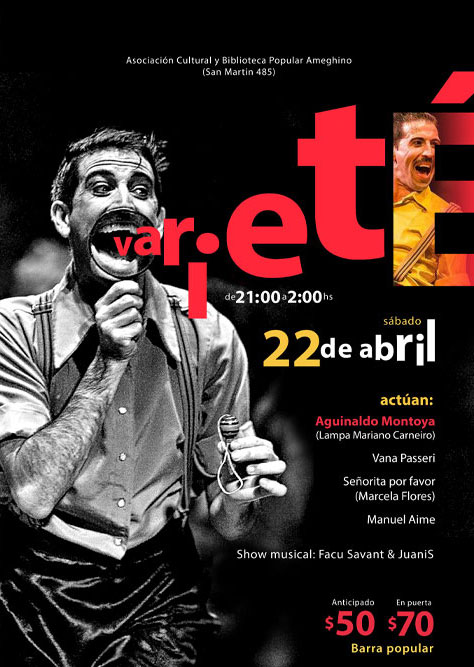 Asociación Cultural y Biblioteca Popular Ameghino
(San Martin 485)
varietÉ
de 21:00 a 2:00 hs
sábado
22 de abril
actúan:
Aguinaldo Montoya
(Lampa Mariano Carneiro)
Vana Passeri
Señorita por favor
(Marcela Flores)
Manuel Aime
Show musical: Facu Savant & JuaniS
Anticipado En puerta
$50 $70
Barra popular